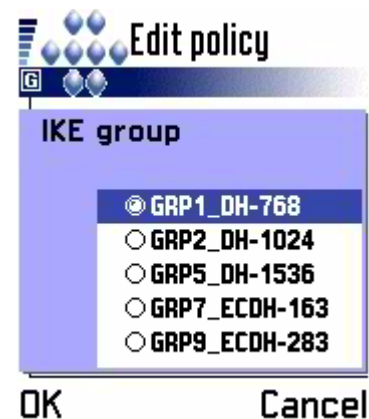 Edit policy
G
IKE group
GRP1_DH-768
GRP2_DH-1024
GRP5_DH-1536
GRP7_ECDH-163
GRP9_ECDH-283
OK Cancel